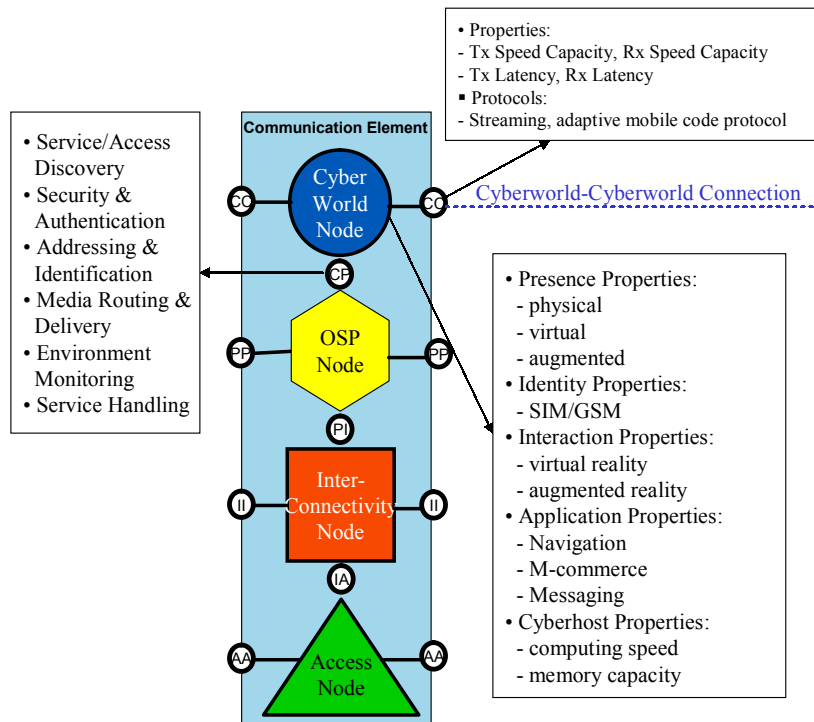 • Properties:
- Tx Speed Capacity, Rx Speed Capacity
- Tx Latency, Rx Latency
▪ Protocols:
- Streaming, adaptive mobile code protocol
• Service/Access
Discovery
• Security &
Authentication
• Addressing &
Identification
• Media Routing &
Delivery
• Environment
Monitoring
• Service Handling
Communication Element
Cyber
World
Node
CC
CC
Cyberworld-Cyberworld Connection
CP
OSP
Node
PP
PP
PI
Inter-
Connectivity
Node
II
II
IA
Access
Node
AA
AA
• Presence Properties:
- physical
- virtual
- augmented
• Identity Properties:
- SIM/GSM
• Interaction Properties:
- virtual reality
- augmented reality
• Application Properties:
- Navigation
- M-commerce
- Messaging
• Cyberhost Properties:
- computing speed
- memory capacity